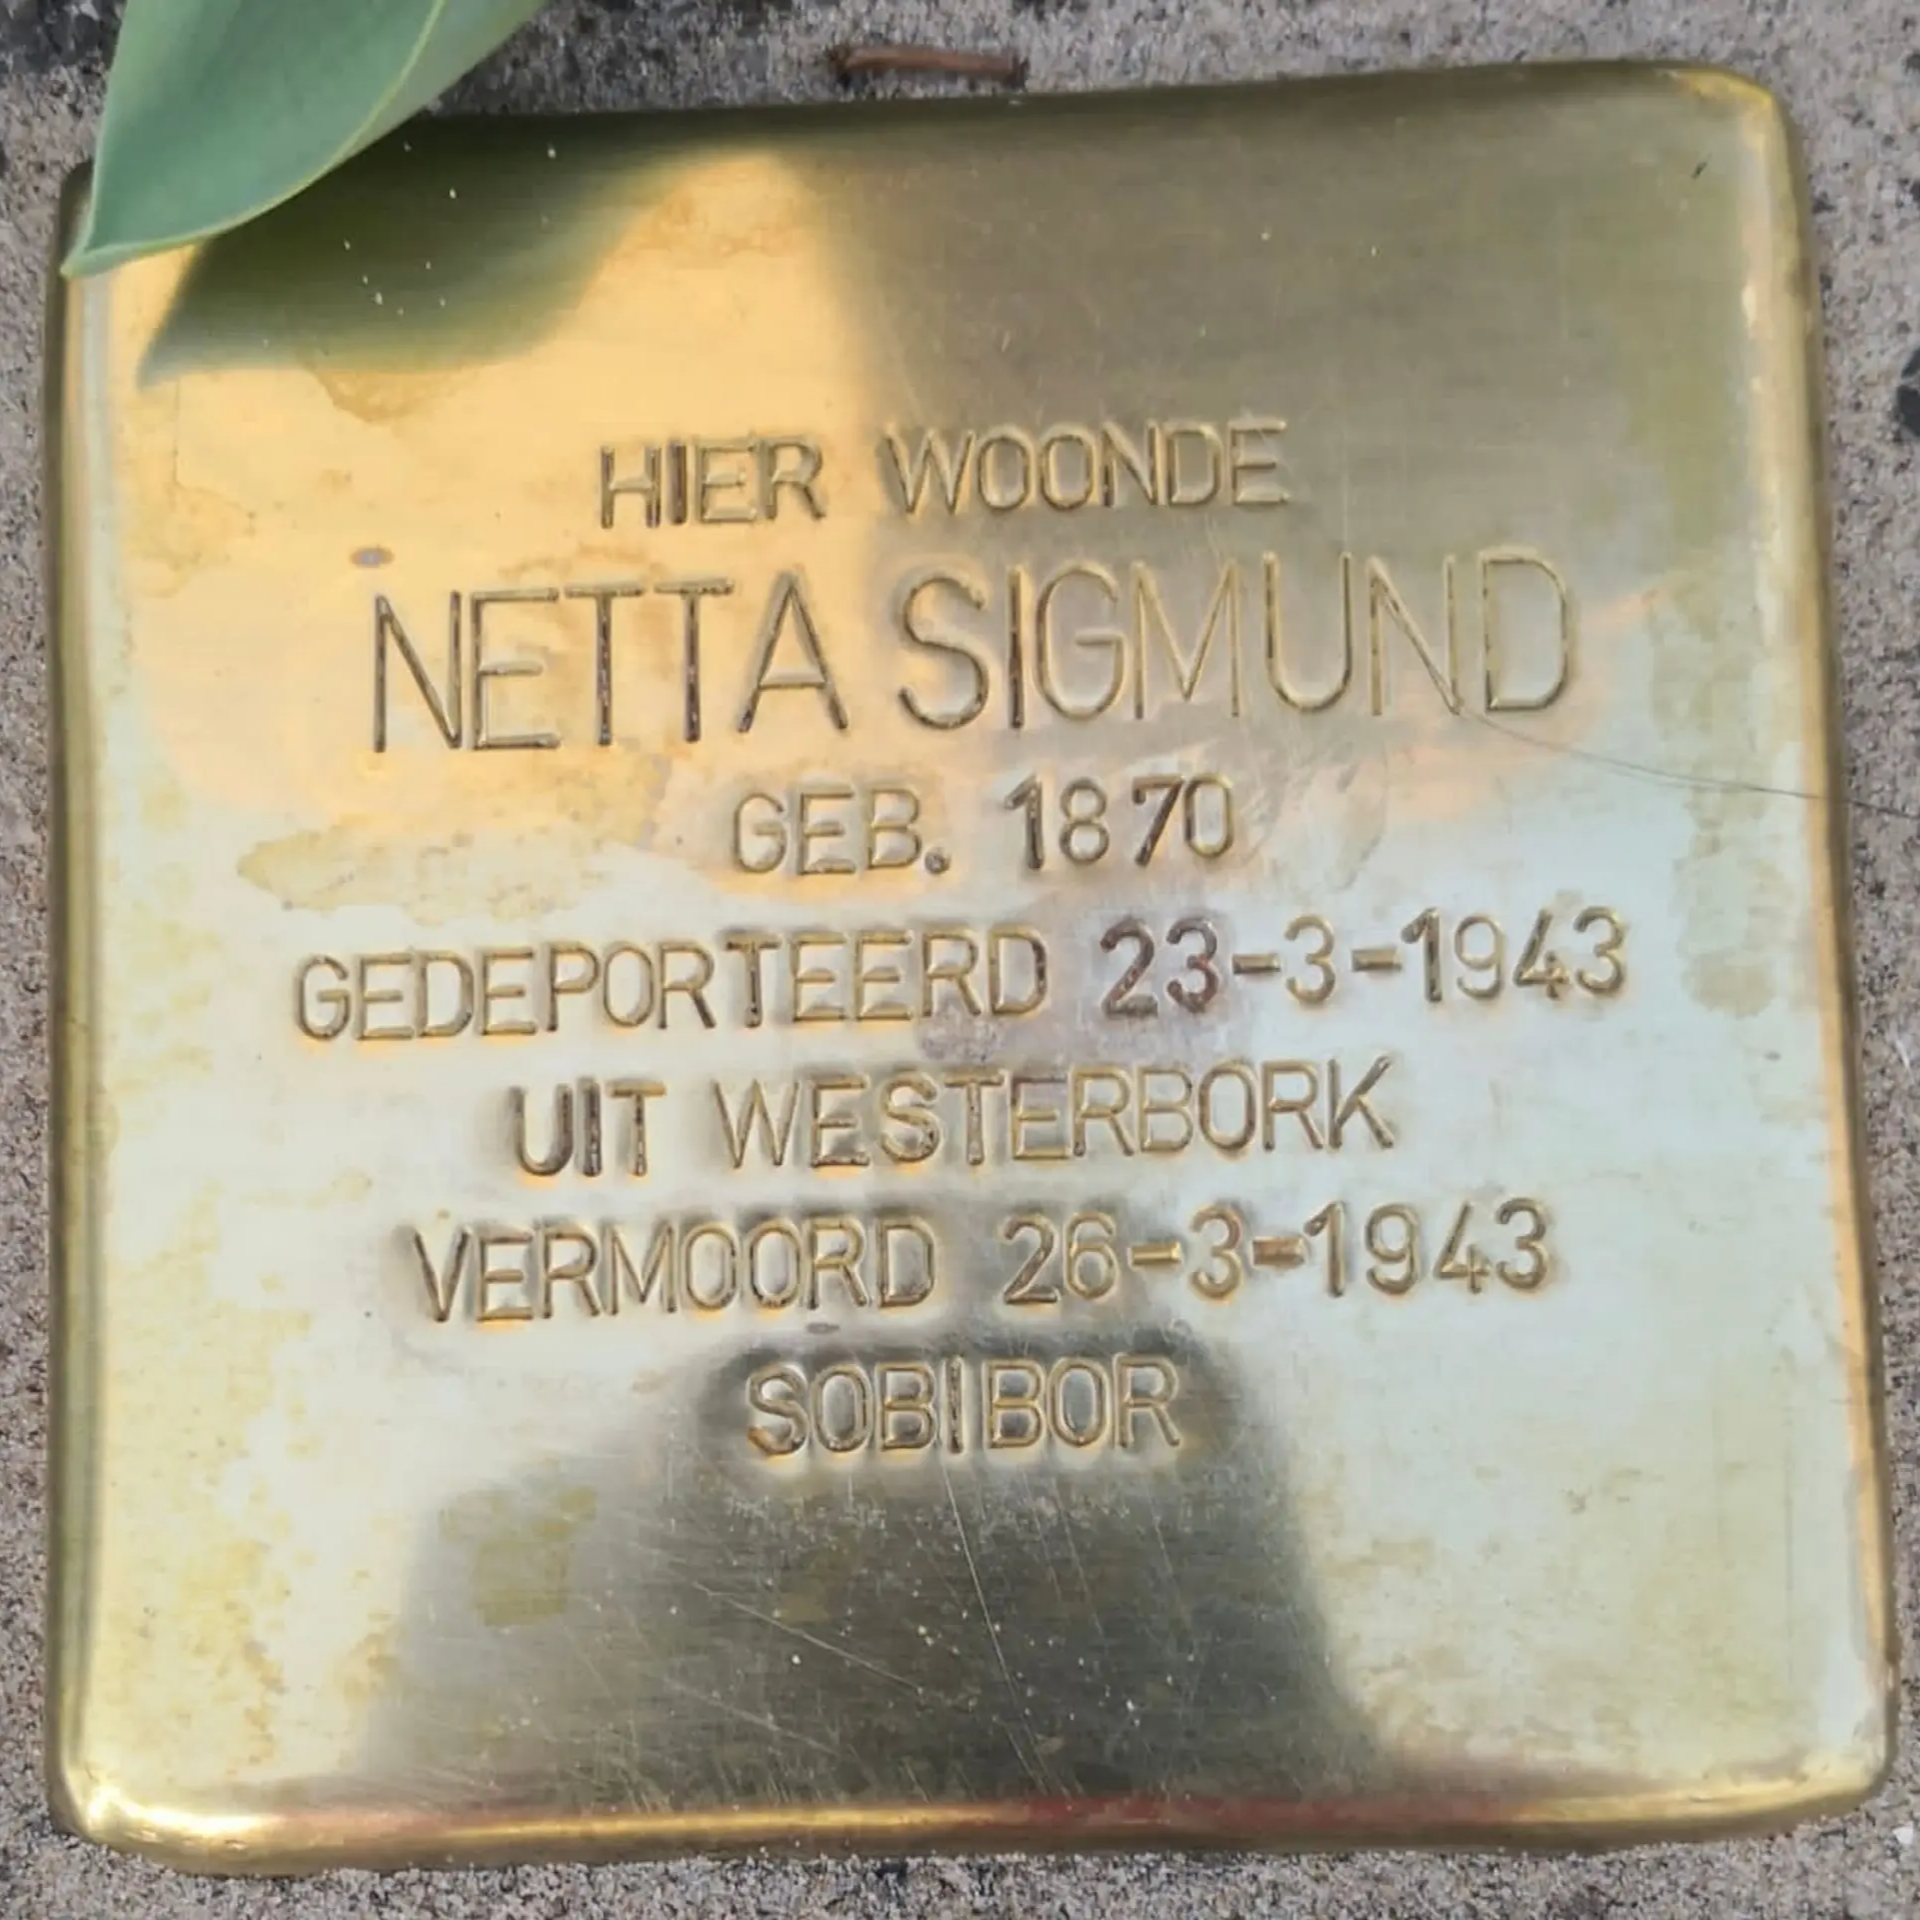 HIER WOONDE
NETTA SIGMUND
GEB. 1870
GEDEPORTEERD 23-3-1943
UIT WESTERBORK
VERMOORD 26-3-1943
SOBIBOR